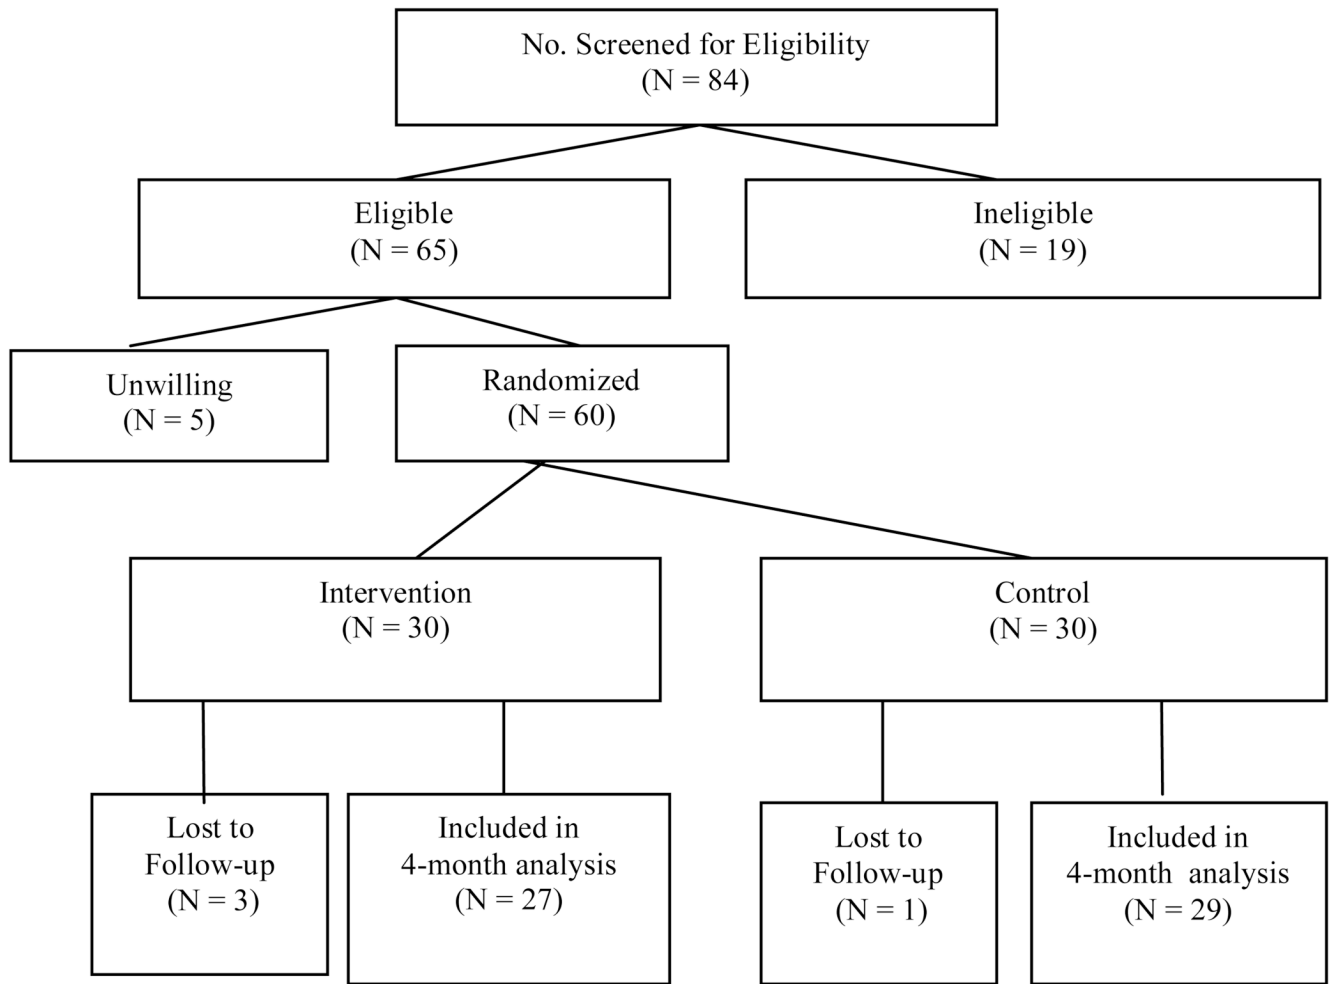 No. Screened for Eligibility
(N = 84)
Eligible
(N = 65)
Ineligible
(N = 19)
Unwilling
(N = 5)
Randomized
(N = 60)
Intervention
(N = 30)
Control
(N = 30)
Lost to
Follow-up
(N = 3)
Included in
4-month analysis
(N = 27)
Lost to
Follow-up
(N = 1)
Included in
4-month analysis
(N = 29)